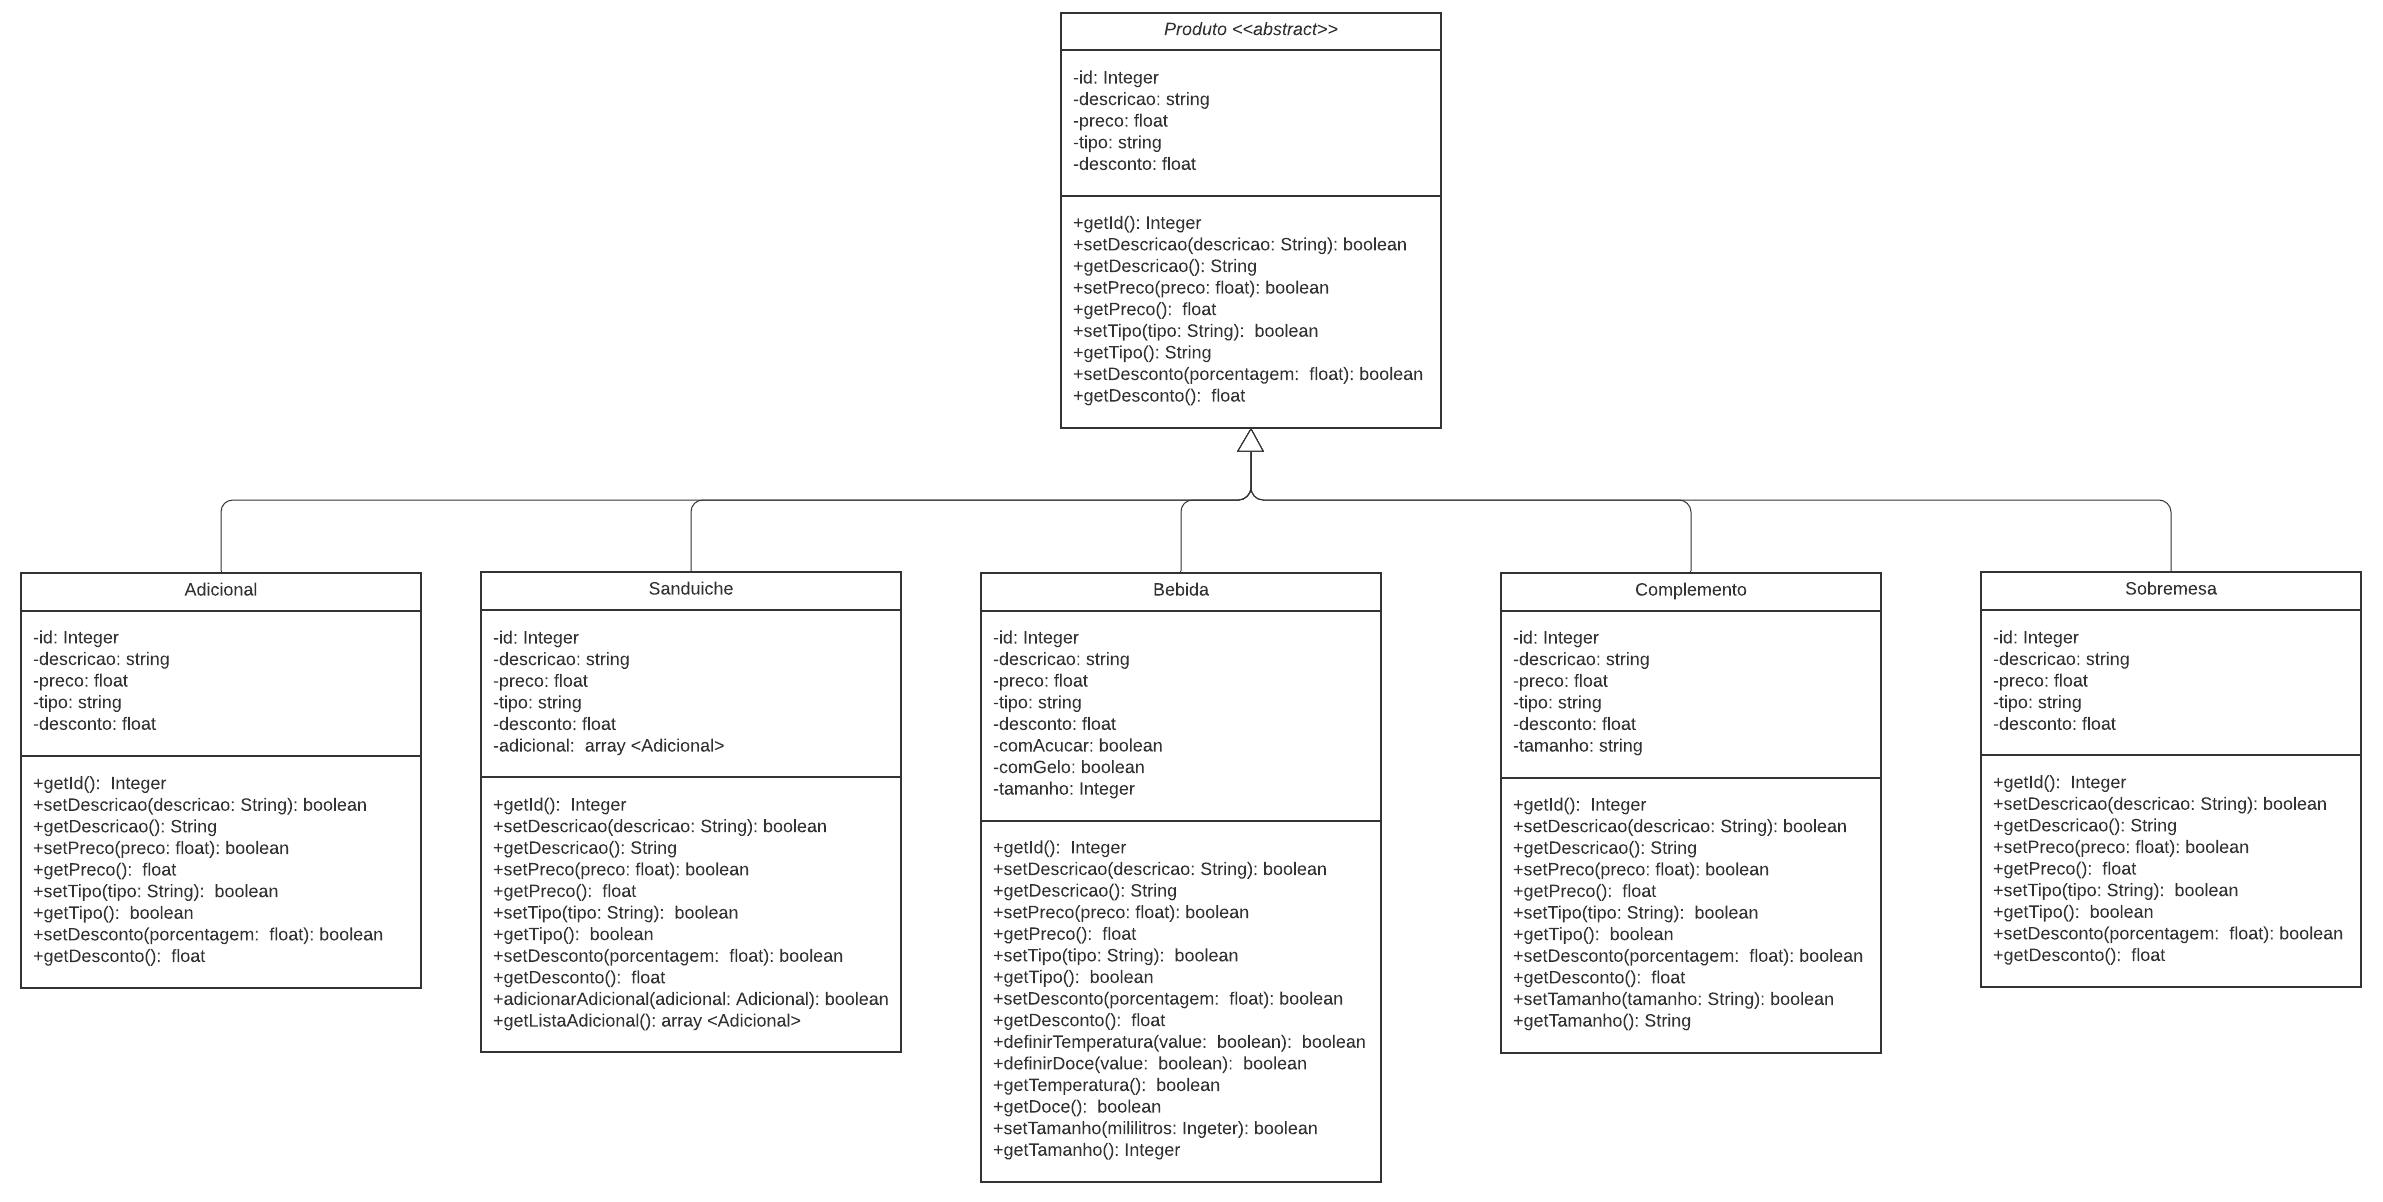 Produto <<abstract>>
-id: Integer
-descricao: string
-preco: float
-tipo: string
-desconto: float
+getId(): Integer
+setDescricao(descricao: String): boolean
+getDescricao(): String
+setPreco(preco: float): boolean
+getPreco():  float
+setTipo(tipo: String):  boolean
+getTipo(): String
+setDesconto(porcentagem:  float): boolean
+getDesconto():  float
Adicional
-id: Integer
-descricao: string
-preco: float
-tipo: string
-desconto: float
+getId():  Integer
+setDescricao(descricao: String): boolean
+getDescricao(): String
+setPreco(preco: float): boolean
+getPreco():  float
+setTipo(tipo: String):  boolean
+getTipo():  boolean
+setDesconto(porcentagem:  float): boolean
+getDesconto():  float
Sanduiche
-id: Integer
-descricao: string
-preco: float
-tipo: string
-desconto: float
-adicional:  array <Adicional>
+getId():  Integer
+setDescricao(descricao: String): boolean
+getDescricao(): String
+setPreco(preco: float): boolean
+getPreco():  float
+setTipo(tipo: String):  boolean
+getTipo():  boolean
+setDesconto(porcentagem:  float): boolean
+getDesconto():  float
+adicionarAdicional(adicional: Adicional): boolean
+getListaAdicional(): array <Adicional>
Bebida
-id: Integer
-descricao: string
-preco: float
-tipo: string
-desconto: float
-comAcucar: boolean
-comGelo: boolean
-tamanho: Integer
+getId():  Integer
+setDescricao(descricao: String): boolean
+getDescricao(): String
+setPreco(preco: float): boolean
+getPreco():  float
+setTipo(tipo: String):  boolean
+getTipo():  boolean
+setDesconto(porcentagem:  float): boolean
+getDesconto():  float
+definirTemperatura(value:  boolean):  boolean
+definirDoce(value:  boolean):  boolean
+getTemperatura():  boolean
+getDoce():  boolean
+setTamanho(mililitros: Ingeter): boolean
+getTamanho(): Integer
Complemento
-id: Integer
-descricao: string
-preco: float
-tipo: string
-desconto: float
-tamanho: string
+getId():  Integer
+setDescricao(descricao: String): boolean
+getDescricao(): String
+setPreco(preco: float): boolean
+getPreco():  float
+setTipo(tipo: String):  boolean
+getTipo():  boolean
+setDesconto(porcentagem:  float): boolean
+getDesconto():  float
+setTamanho(tamanho: String): boolean
+getTamanho(): String
Sobremesa
-id: Integer
-descricao: string
-preco: float
-tipo: string
-desconto: float
+getId():  Integer
+setDescricao(descricao: String): boolean
+getDescricao(): String
+setPreco(preco: float): boolean
+getPreco():  float
+setTipo(tipo: String):  boolean
+getTipo():  boolean
+setDesconto(porcentagem:  float): boolean
+getDesconto():  float